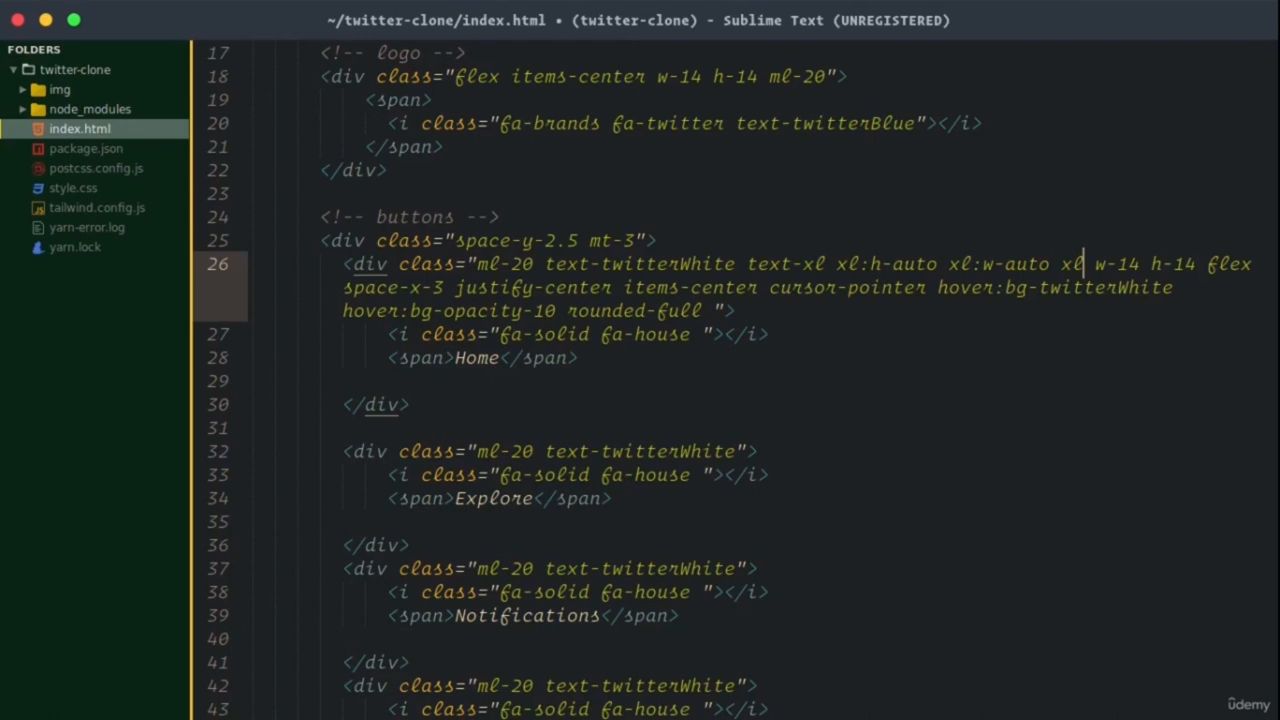 ~/twitter-clone/index.html • (twitter-clone) - Sublime Text (UNREGISTERED)
FOLDERS
twitter-clone
img
node_modules
index.html
package.json
postcss.config.js
style.css
tailwind.config.js
yarn-error.log
yarn.lock
17 <!-- logo -->
18 <div class="flex items-center w-14 h-14 ml-20">
19 <span>
20 <i class="fa-brands fa-twitter text-twitterBlue"></i>
21 </span>
22 </div>
23
24 <!-- buttons -->
25 <div class="space-y-2.5 mt-3">
26 <div class="ml-20 text-twitterWhite text-xl xl:h-auto xl:w-auto xl w-14 h-14 flex
space-x-3 justify-center items-center cursor-pointer hover:bg-twitterWhite
hover:bg-opacity-10 rounded-full ">
27 <i class="fa-solid fa-house "></i>
28 <span>Home</span>
29
30 </div>
31
32 <div class="ml-20 text-twitterWhite">
33 <i class="fa-solid fa-house "></i>
34 <span>Explore</span>
35
36 </div>
37 <div class="ml-20 text-twitterWhite">
38 <i class="fa-solid fa-house "></i>
39 <span>Notifications</span>
40
41 </div>
42 <div class="ml-20 text-twitterWhite">
43 <i class="fa-solid fa-house "></i>
ûdemy